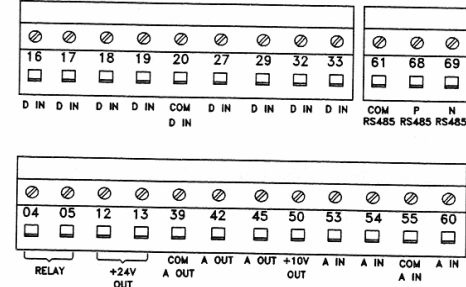 16 17 18 19 20 27 29 32 33 61 68 69
D IN D IN D IN D IN COM D IN D IN D IN D IN COM P N
D IN RS485 RS485 RS485
04 05 12 13 39 42 45 50 53 54 55 60
RELAY +24V COM A OUT A OUT +10V A IN A IN COM A IN
OUT A OUT OUT A IN